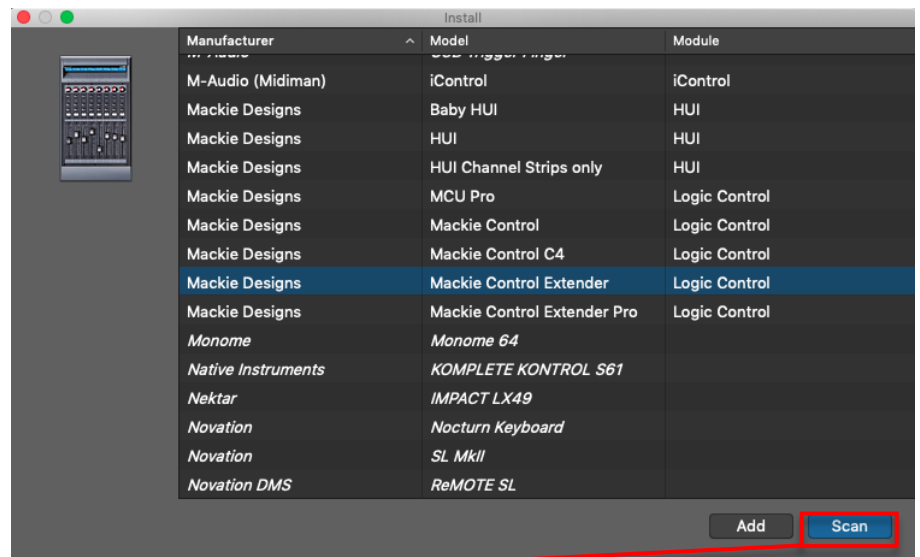 Install
Manufacturer Model Module
M-Audio USB Trigger Finger
M-Audio (Midiman) iControl iControl
Mackie Designs Baby HUI HUI
Mackie Designs HUI HUI
Mackie Designs HUI Channel Strips only HUI
Mackie Designs MCU Pro Logic Control
Mackie Designs Mackie Control Logic Control
Mackie Designs Mackie Control C4 Logic Control
Mackie Designs Mackie Control Extender Logic Control
Mackie Designs Mackie Control Extender Pro Logic Control
Monome Monome 64
Native Instruments KOMPLETE KONTROL S61
Nektar IMPACT LX49
Novation Nocturn Keyboard
Novation SL MkII
Novation DMS ReMOTE SL
Add Scan